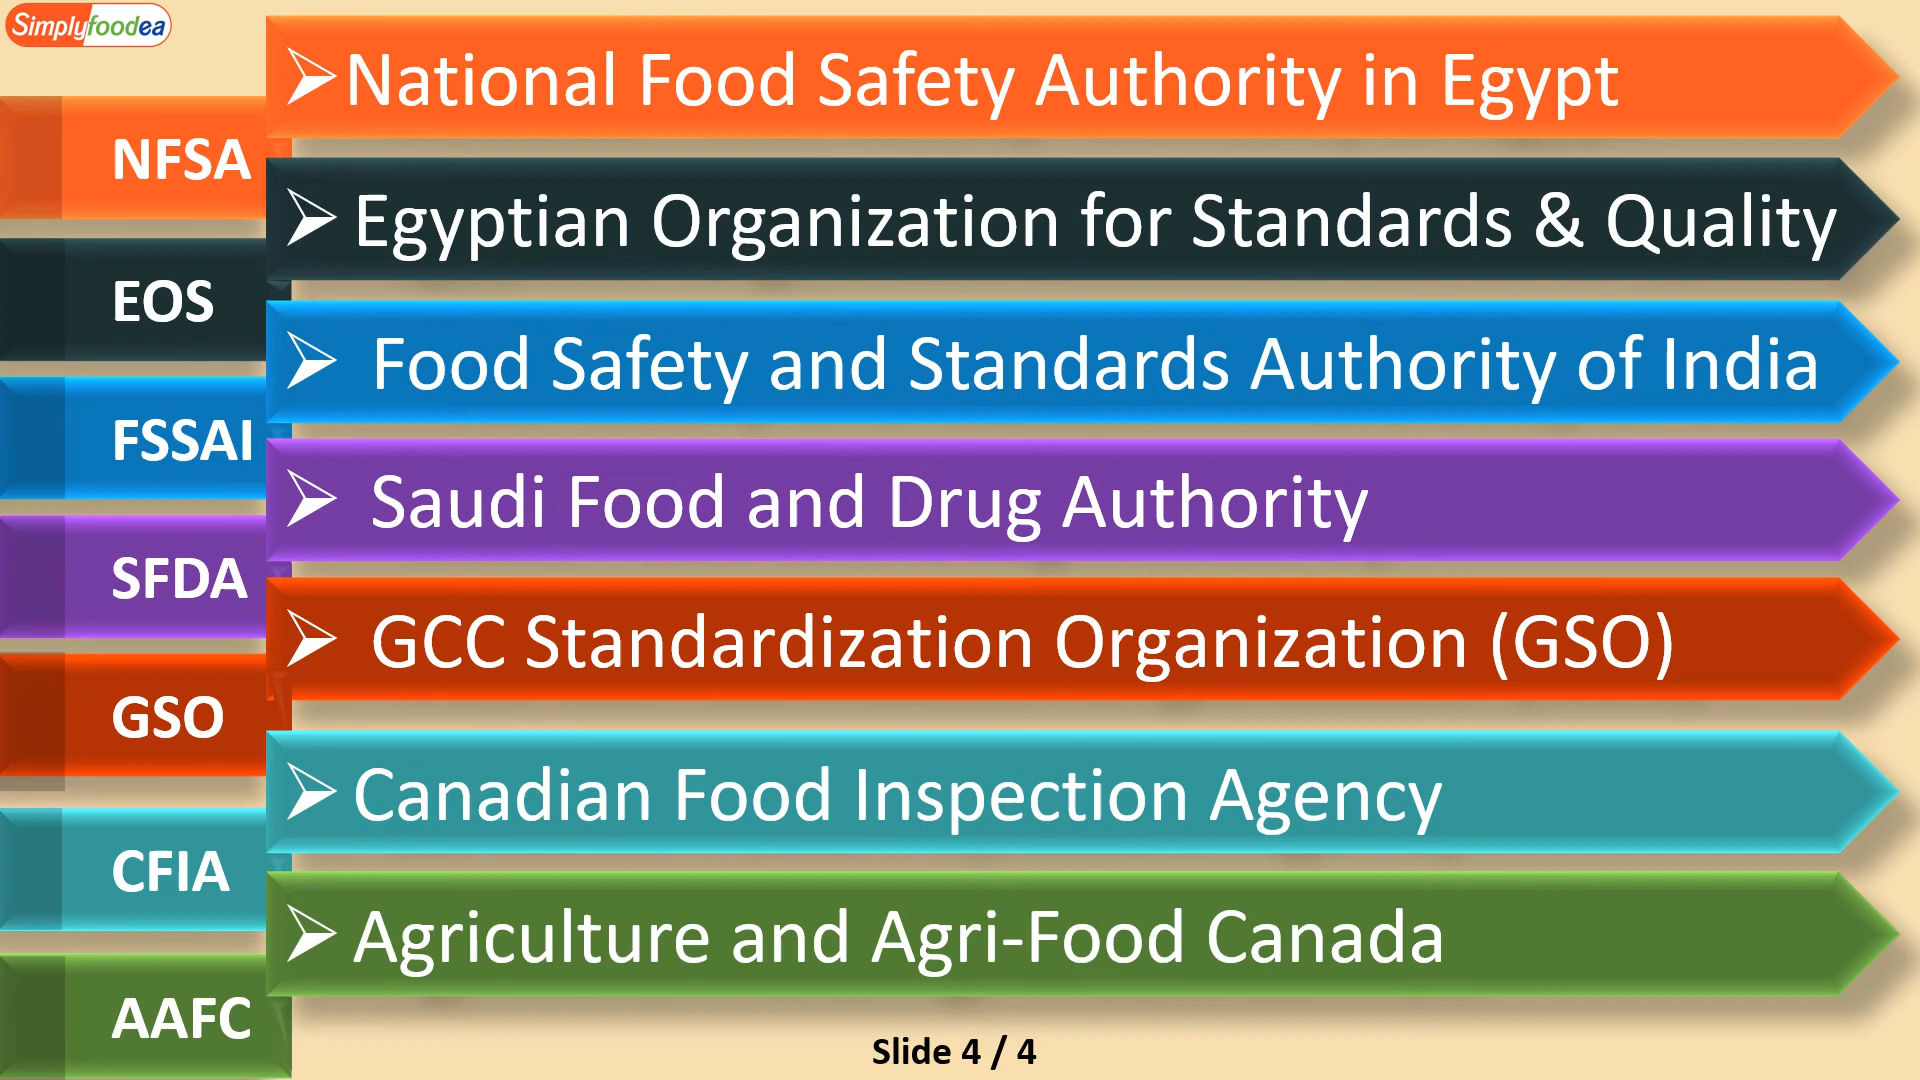 Simplyfoodea
NFSA
➢National Food Safety Authority in Egypt
EOS
➢ Egyptian Organization for Standards & Quality
FSSAI
➢ Food Safety and Standards Authority of India
SFDA
➢ Saudi Food and Drug Authority
GSO
➢ GCC Standardization Organization (GSO)
CFIA
➢ Canadian Food Inspection Agency
AAFC
➢ Agriculture and Agri-Food Canada
Slide 4 / 4